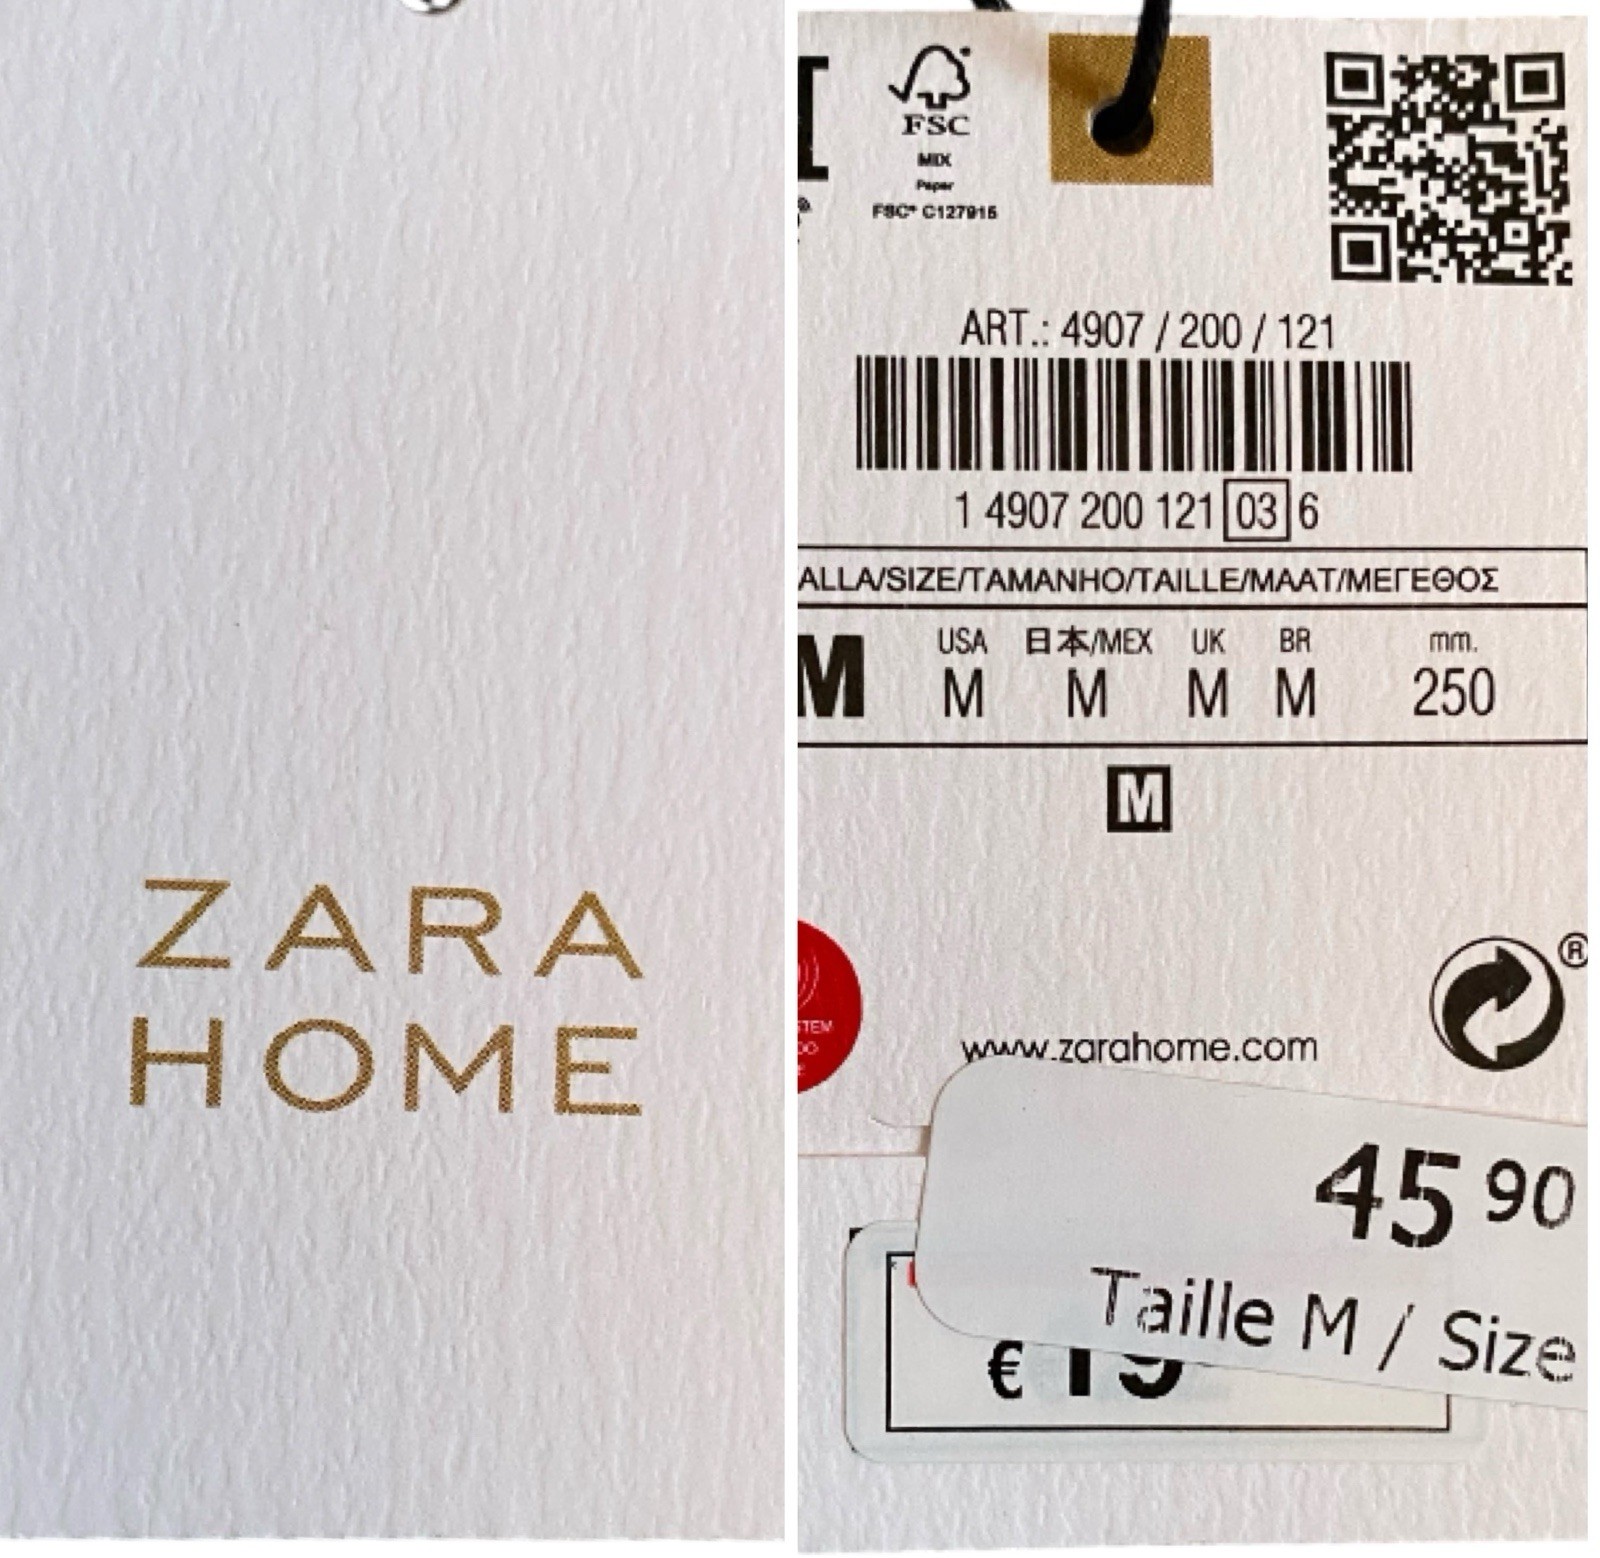 ZARA
HOME
FSC
MIX
Paper
FSC® C127915
ART.: 4907 / 200 / 121
1 4907 200 121 03 6
ALLA/SIZE/TAMANHO/TAILLE/MAAT/ΜΕΓΕΘΟΣ
USA 日本/MEX UK BR mm.
M M M M M 250
M
www.zarahome.com
®
45 90
Taille M / Size
€ 19